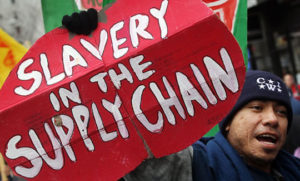 SLAVERY
IN THE
SUPPLY CHAIN
C W